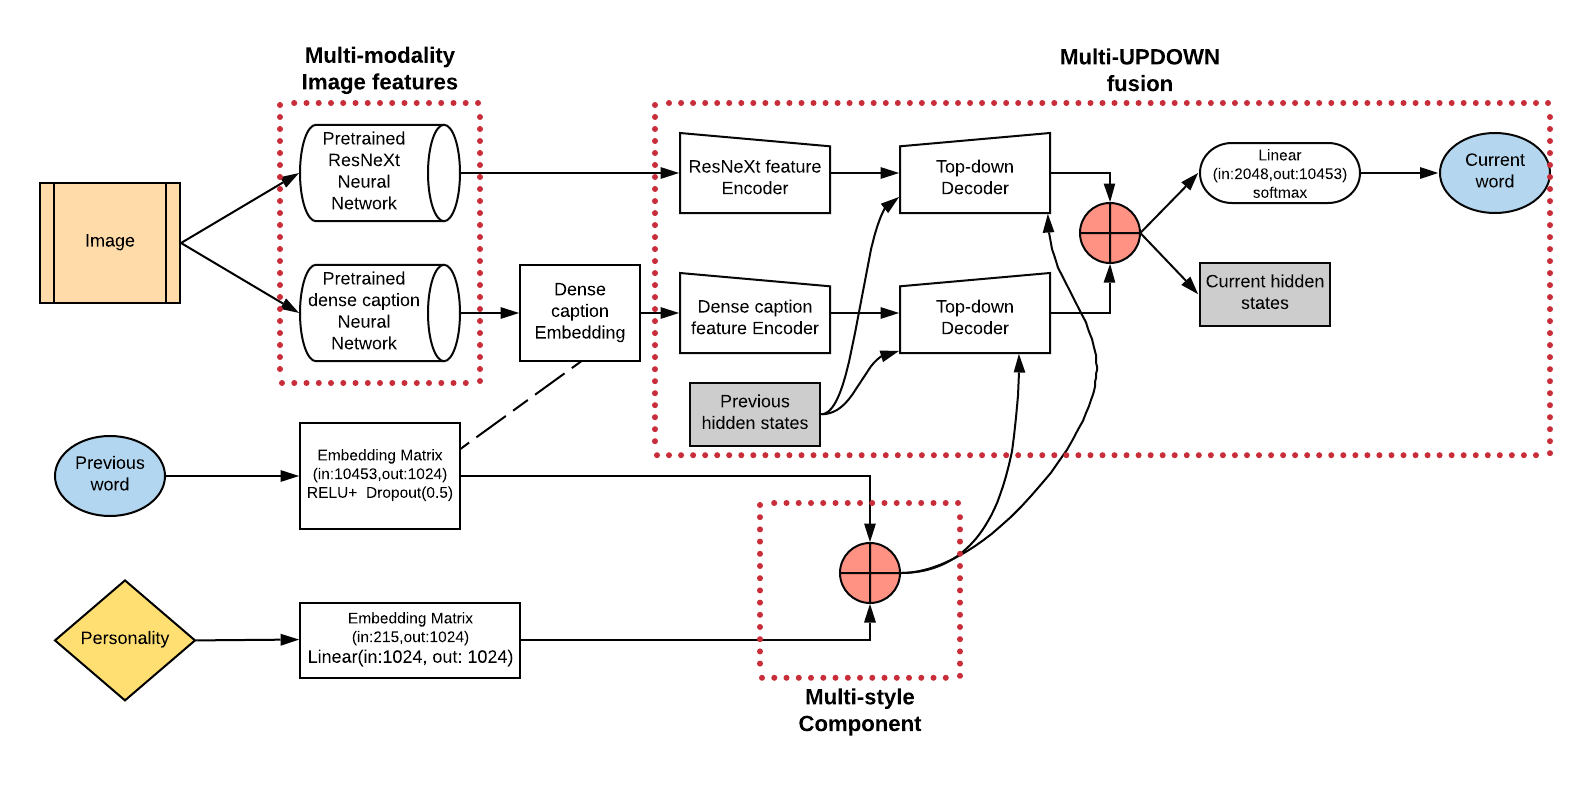 Multi-modality
Image features
Multi-UPDOWN
fusion
Pretrained
ResNeXt
Neural
Network
ResNeXt feature
Encoder
Top-down
Decoder
Linear
(in:2048,out:10453)
softmax
Current
word
Image
Pretrained
dense caption
Neural
Network
Dense
caption
Embedding
Dense caption
feature Encoder
Top-down
Decoder
Current hidden
states
Previous
hidden states
Previous
word
Embedding Matrix
(in:10453,out:1024)
RELU+ Dropout(0.5)
Personality
Embedding Matrix
(in:215,out:1024)
Linear(in:1024, out: 1024)
Multi-style
Component